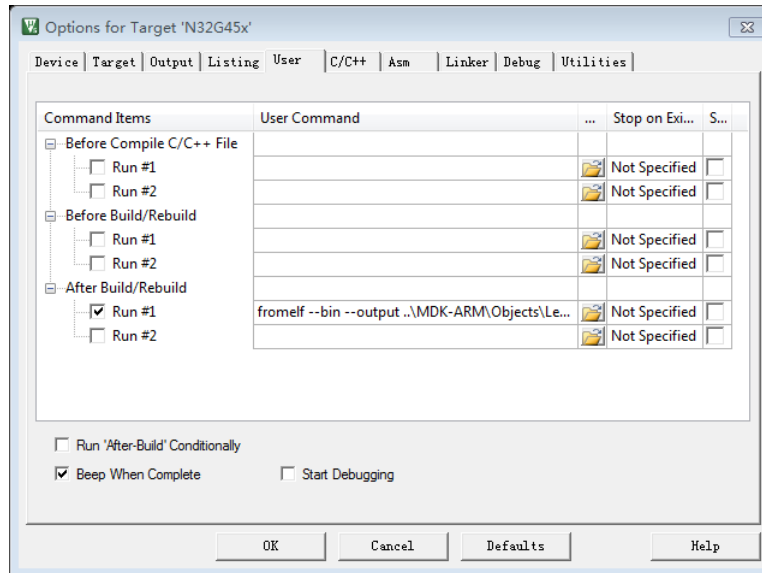 Options for Target 'N32G45x'
Device Target Output Listing User C/C++ Asm Linker Debug Utilities
Command Items User Command ... Stop on Exi... S...
Before Compile C/C++ File
Run #1 Not Specified
Run #2 Not Specified
Before Build/Rebuild
Run #1 Not Specified
Run #2 Not Specified
After Build/Rebuild
Run #1 fromelf --bin --output ..\MDK-ARM\Objects\Le... Not Specified
Run #2 Not Specified
Run 'After-Build' Conditionally
Beep When Complete Start Debugging
OK Cancel Defaults Help